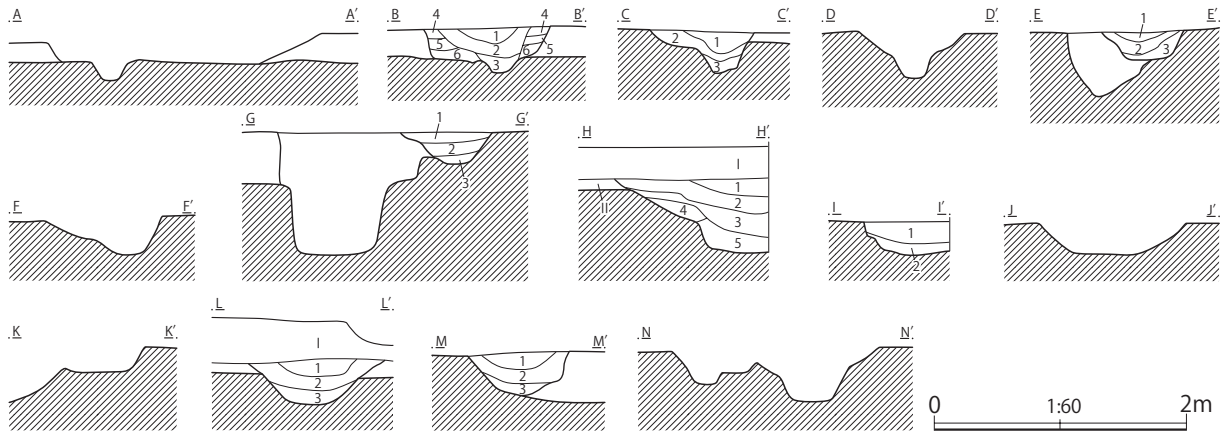 A A′
B 4 4 B′
1
5 2 6 5
6 3
C C′
2 1
3
D D′
E 1 E′
2 3
G 1 G′
2
3
H H′
I
1
2
II 4 3
5
F F′
I I′
1
2
J J′
K K′
L L′
I
1
2
3
M M′
1
2
3
N N′
0 1:60 2m